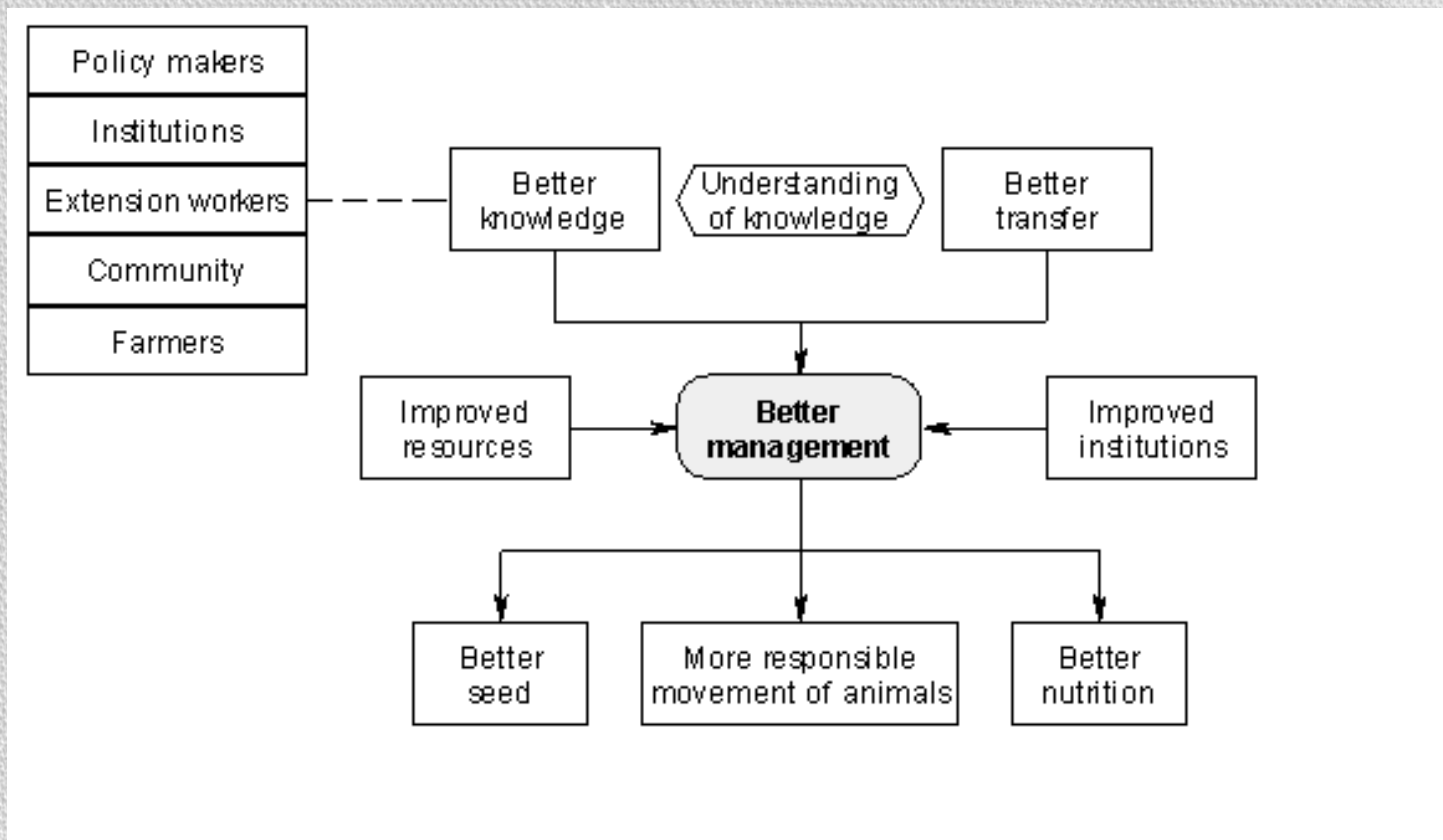 Policy makers
Institutions
Extension workers
Community
Farmers
Better
knowledge
Understanding
of knowledge
Better
transfer
Improved
resources
Better
management
Improved
institutions
Better
seed
More responsible
movement of animals
Better
nutrition